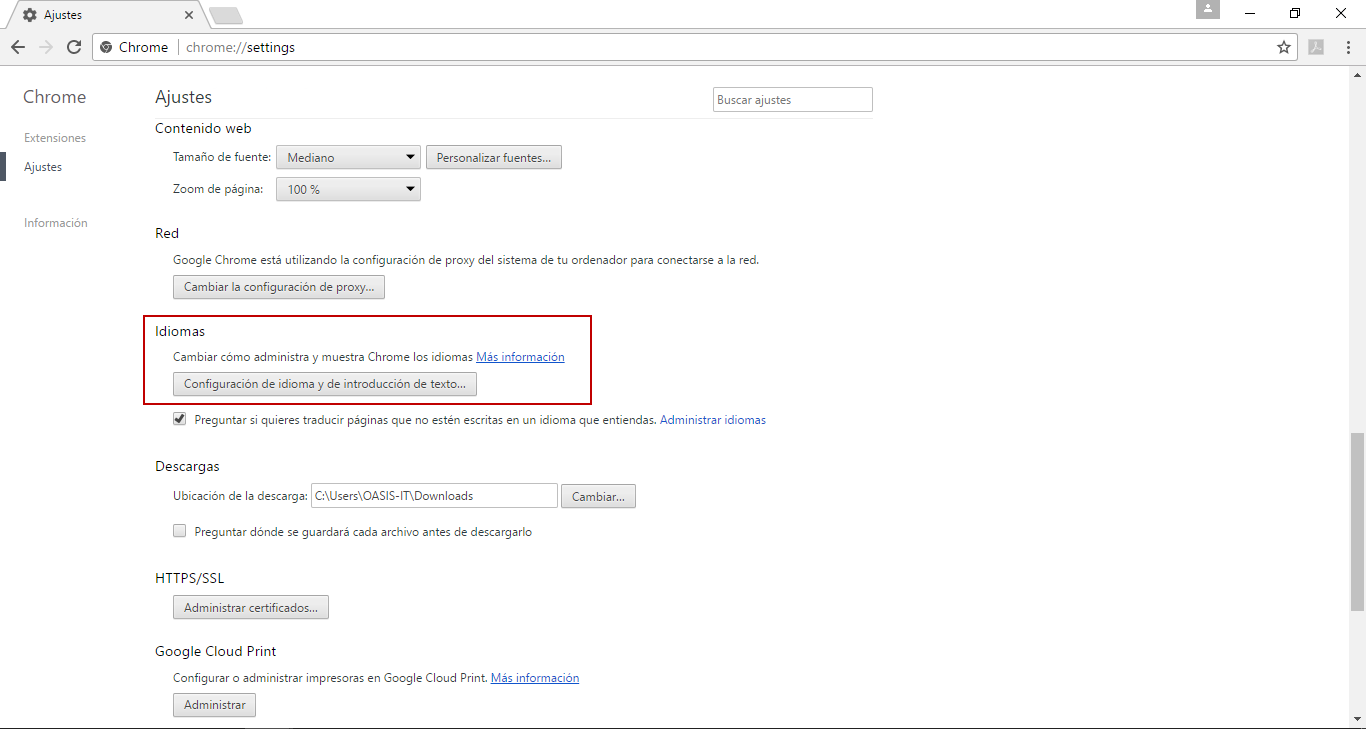 Ajustes
Chrome chrome://settings
Chrome
Ajustes
Buscar ajustes
Extensiones
Ajustes
Información
Contenido web
Tamaño de fuente: Mediano Personalizar fuentes...
Zoom de página: 100 %
Red
Google Chrome está utilizando la configuración de proxy del sistema de tu ordenador para conectarse a la red.
Cambiar la configuración de proxy...
Idiomas
Cambiar cómo administra y muestra Chrome los idiomas Más información
Configuración de idioma y de introducción de texto...
Preguntar si quieres traducir páginas que no estén escritas en un idioma que entiendas. Administrar idiomas
Descargas
Ubicación de la descarga: C:\Users\OASIS-IT\Downloads Cambiar...
Preguntar dónde se guardará cada archivo antes de descargarlo
HTTPS/SSL
Administrar certificados...
Google Cloud Print
Configurar o administrar impresoras en Google Cloud Print. Más información
Administrar